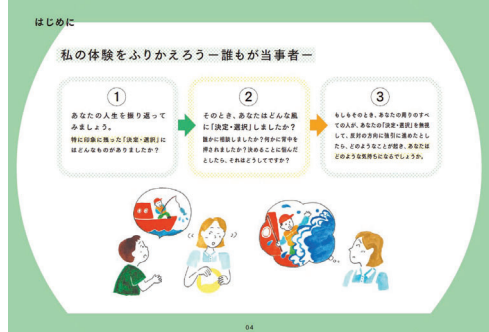 はじめに
私の体験をふりかえろう－誰もが当事者－
1
あなたの人生を振り返って
みましょう。
特に印象に残った「決定・選択」に
はどんなものがありましたか？
2
そのとき、あなたはどんな風
に「決定・選択」しましたか？
誰かに相談しましたか？何かに背中を
押されましたか？決めることに悩んだ
としたら、それはどうしてですか？
3
もしもそのとき、あなたの周りのすべ
ての人が、あなたの「決定・選択」を無視
して、反対の方向に強引に進めたとし
たら、どのようなことが起き、あなたは
どのような気持ちになるでしょうか。
04